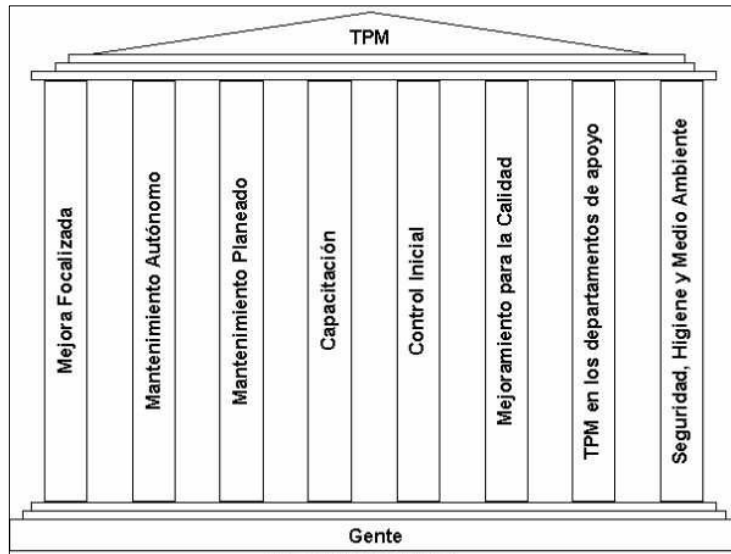 TPM
Mejora Focalizada
Mantenimiento Autónomo
Mantenimiento Planeado
Capacitación
Control Inicial
Mejoramiento para la Calidad
TPM en los departamentos de apoyo
Seguridad, Higiene y Medio Ambiente
Gente